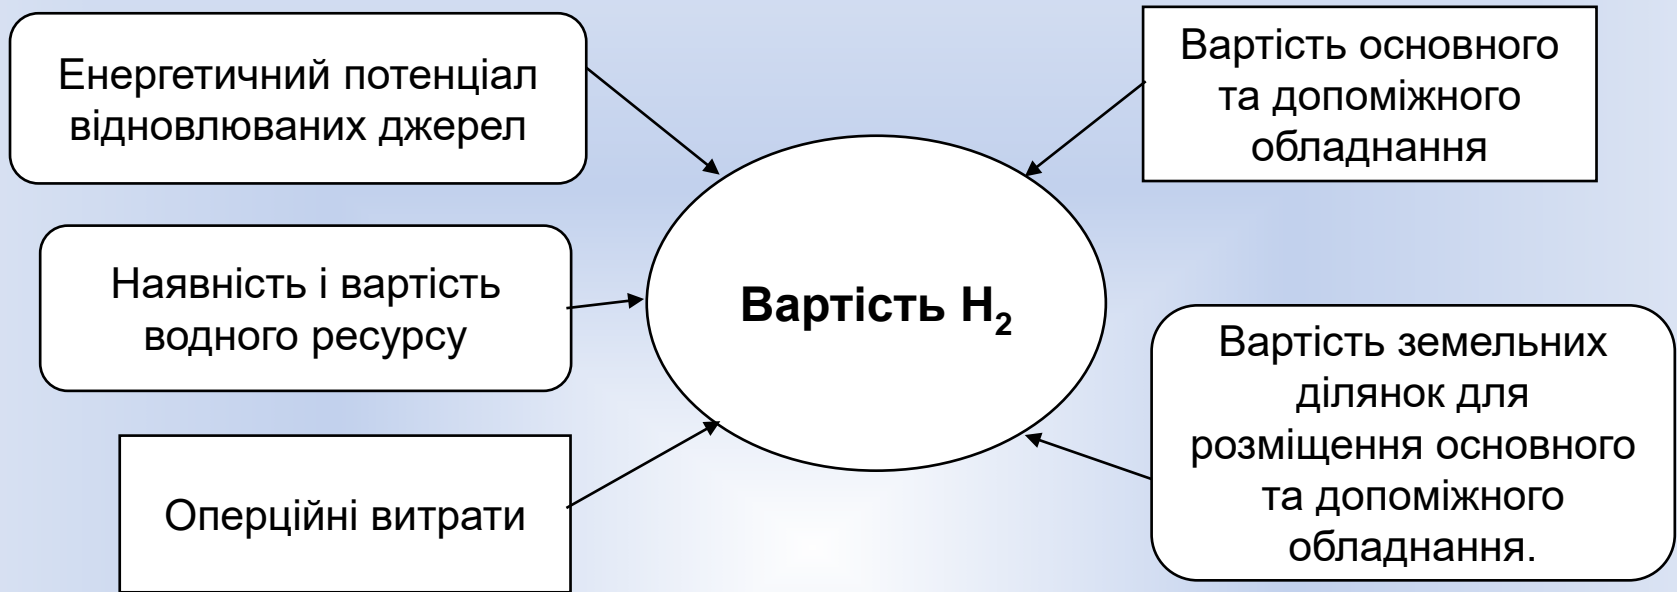 Енергетичний потенціал
відновлюваних джерел
Вартість основного
та допоміжного
обладнання
Наявність і вартість
водного ресурсу
Вартість H₂
Вартість земельних
ділянок для
розміщення основного
та допоміжного
обладнання.
Оперційні витрати